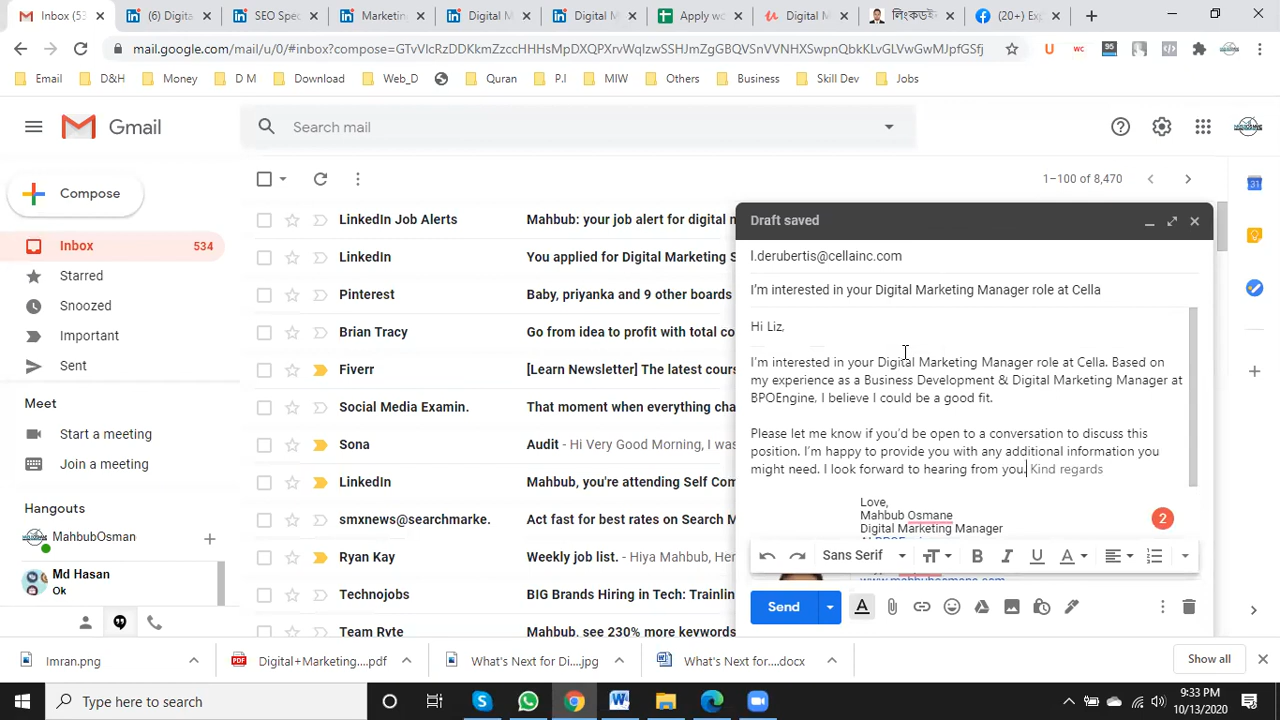 Inbox (53
(6) Digita
SEO Spe
Marketin
Digital M
Digital M
Apply wo
Digital M
লিংকডই
(20+) Exp
mail.google.com/mail/u/0/#inbox?compose=GTvVlcRzDDKkmZzccHHHsMpDXQPXrvWqlzwSSHJmZgGBQVSnVVNHXSwpnQbkKLvGLVwGwMJpfGSfj
Email
D&H
Money
D M
Download
Web_D
Quran
P.I
MIW
Others
Business
Skill Dev
Jobs
Gmail
Search mail
Compose
1–100 of 8,470
Inbox
534
Starred
Snoozed
Important
Sent
Meet
Start a meeting
Join a meeting
Hangouts
MahbubOsman
Md Hasan
Ok
LinkedIn Job Alerts
Mahbub: your job alert for digital m
LinkedIn
You applied for Digital Marketing S
Pinterest
Baby, priyanka and 9 other boards
Brian Tracy
Go from idea to profit with total co
Fiverr
[Learn Newsletter] The latest cours
Social Media Examin.
That moment when everything cha
Sona
Audit - Hi Very Good Morning, I was
LinkedIn
Mahbub, you're attending Self Com
smxnews@searchmarke.
Act fast for best rates on Search M
Ryan Kay
Weekly job list. - Hiya Mahbub, Her
Technojobs
BIG Brands Hiring in Tech: Trainlin
Team Ryte
Mahbub, see 230% more keywords
Draft saved
l.derubertis@cellainc.com
I'm interested in your Digital Marketing Manager role at Cella
Hi Liz,
I'm interested in your Digital Marketing Manager role at Cella. Based on
my experience as a Business Development & Digital Marketing Manager at
BPOEngine, I believe I could be a good fit.
Please let me know if you'd be open to a conversation to discuss this
position. I'm happy to provide you with any additional information you
might need. I look forward to hearing from you. Kind regards
Love,
Mahbub Osmane
Digital Marketing Manager
2
Sans Serif
www.mahbubosmane.com
Send
Imran.png
Digital+Marketing....pdf
What's Next for Di....jpg
What's Next for....docx
Show all
Type here to search
9:33 PM
10/13/2020